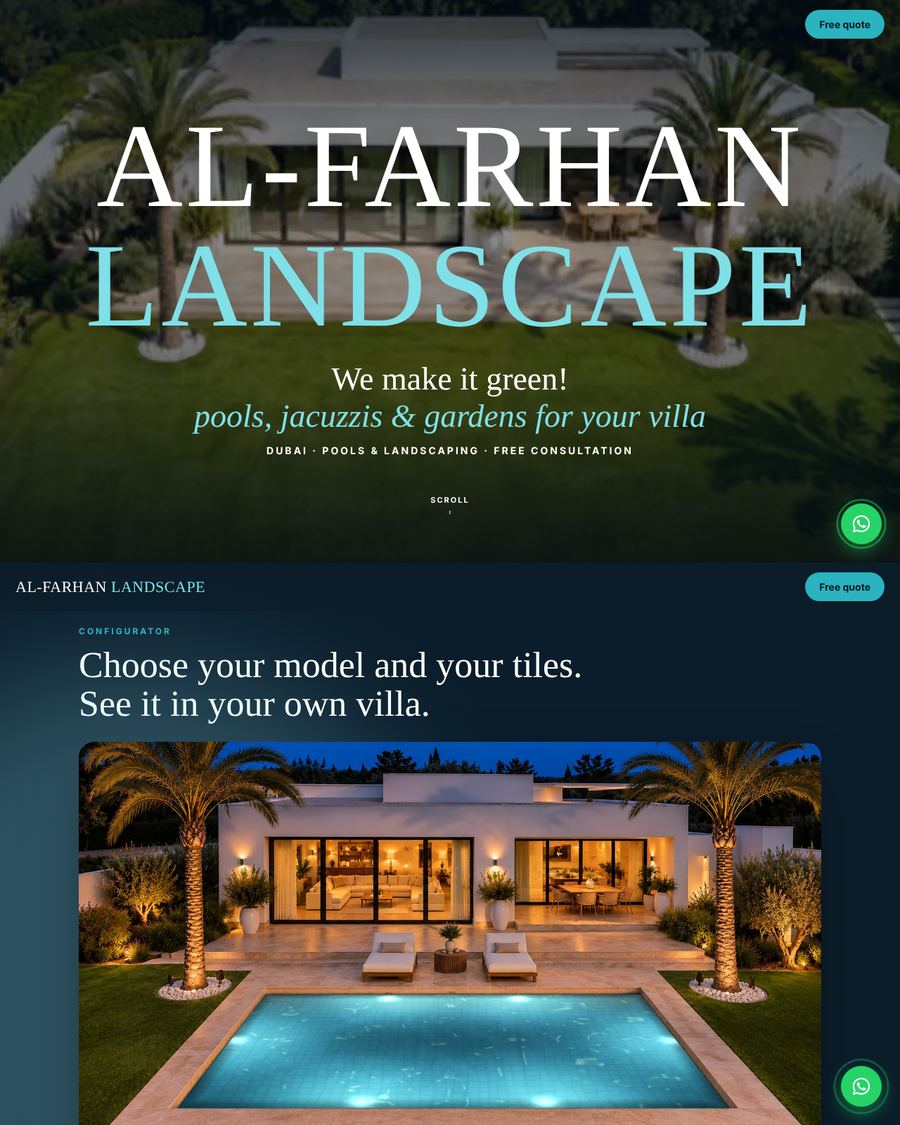 Free quote
AL-FARHAN
LANDSCAPE
We make it green!
pools, jacuzzis & gardens for your villa
DUBAI · POOLS & LANDSCAPING · FREE CONSULTATION
SCROLL
AL-FARHAN LANDSCAPE
Free quote
CONFIGURATOR
Choose your model and your tiles.
See it in your own villa.